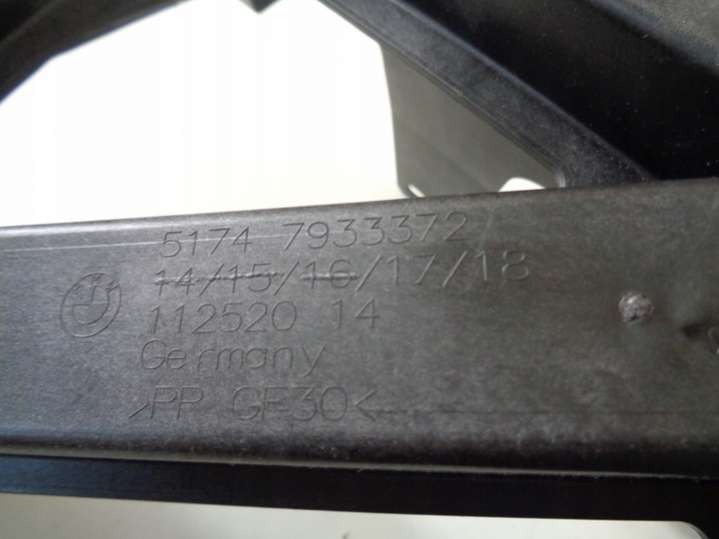 5174 7933372
14/15/16/17/18
112520 14
Germany
>PP GF30<